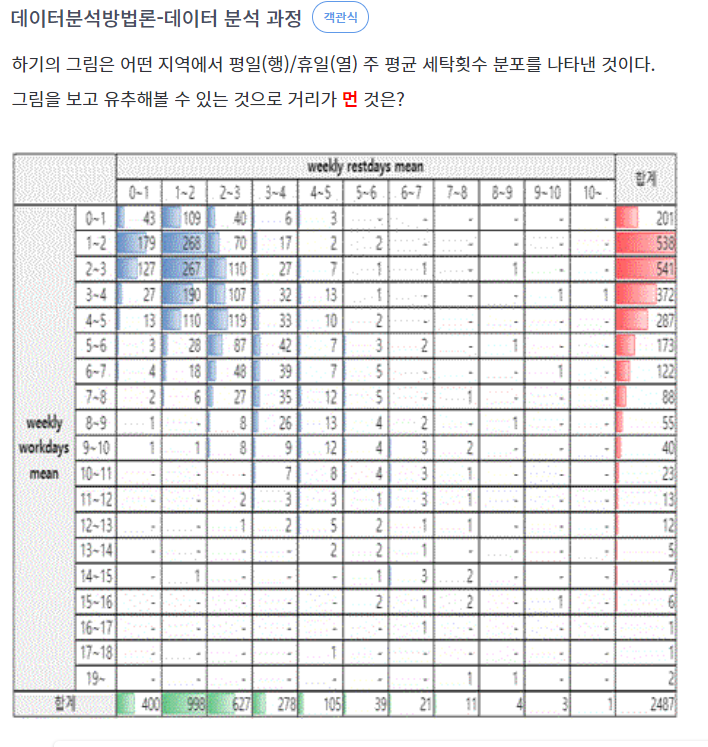 데이터분석방법론-데이터 분석 과정 객관식
하기의 그림은 어떤 지역에서 평일(행)/휴일(열) 주 평균 세탁횟수 분포를 나타낸 것이다.
그림을 보고 유추해볼 수 있는 것으로 거리가 먼 것은?
weekly restdays mean 합계
0~1 1~2 2~3 3~4 4~5 5~6 6~7 7~8 8~9 9~10 10~
weekly workdays mean
0~1 43 109 40 6 3 - - - - - - 201
1~2 179 268 70 17 2 2 - - - - - 538
2~3 127 267 110 27 7 1 1 - 1 - - 541
3~4 27 190 107 32 13 1 - - - 1 1 372
4~5 13 110 119 33 10 2 - - - - - 287
5~6 3 28 87 42 7 3 2 - 1 - - 173
6~7 4 18 48 39 7 5 - - - 1 - 122
7~8 2 6 27 35 12 5 - 1 - - - 88
8~9 1 - 8 26 13 4 2 - 1 - - 55
9~10 1 1 8 9 12 4 3 2 - - - 40
10~11 - - - 7 8 4 3 1 - - - 23
11~12 - - 2 3 3 1 3 1 - - - 13
12~13 - - 1 2 5 2 1 1 - - - 12
13~14 - - - - 2 2 1 - - - - 5
14~15 - 1 - - - 1 3 2 - - - 7
15~16 - - - - - 2 1 2 - 1 - 6
16~17 - - - - - - 1 - - - - 1
17~18 - - - - 1 - - - - - - 1
19~ - - - - - - - 1 1 - - 2
합계 400 998 627 278 105 39 21 11 4 3 1 2487